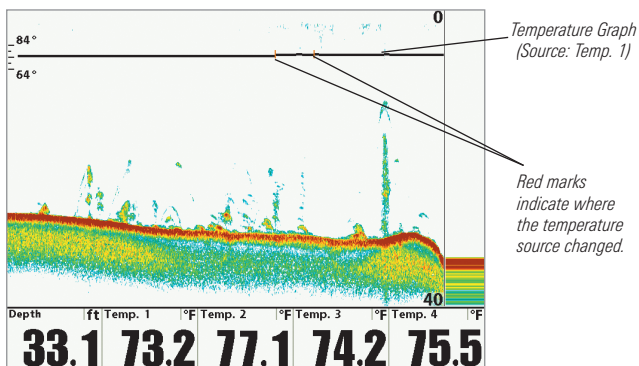 0
84°
64°
Temperature Graph
(Source: Temp. 1)
Red marks
indicate where
the temperature
source changed.
40
Depth ft Temp. 1 °F Temp. 2 °F Temp. 3 °F Temp. 4 °F
33.1 73.2 77.1 74.2 75.5